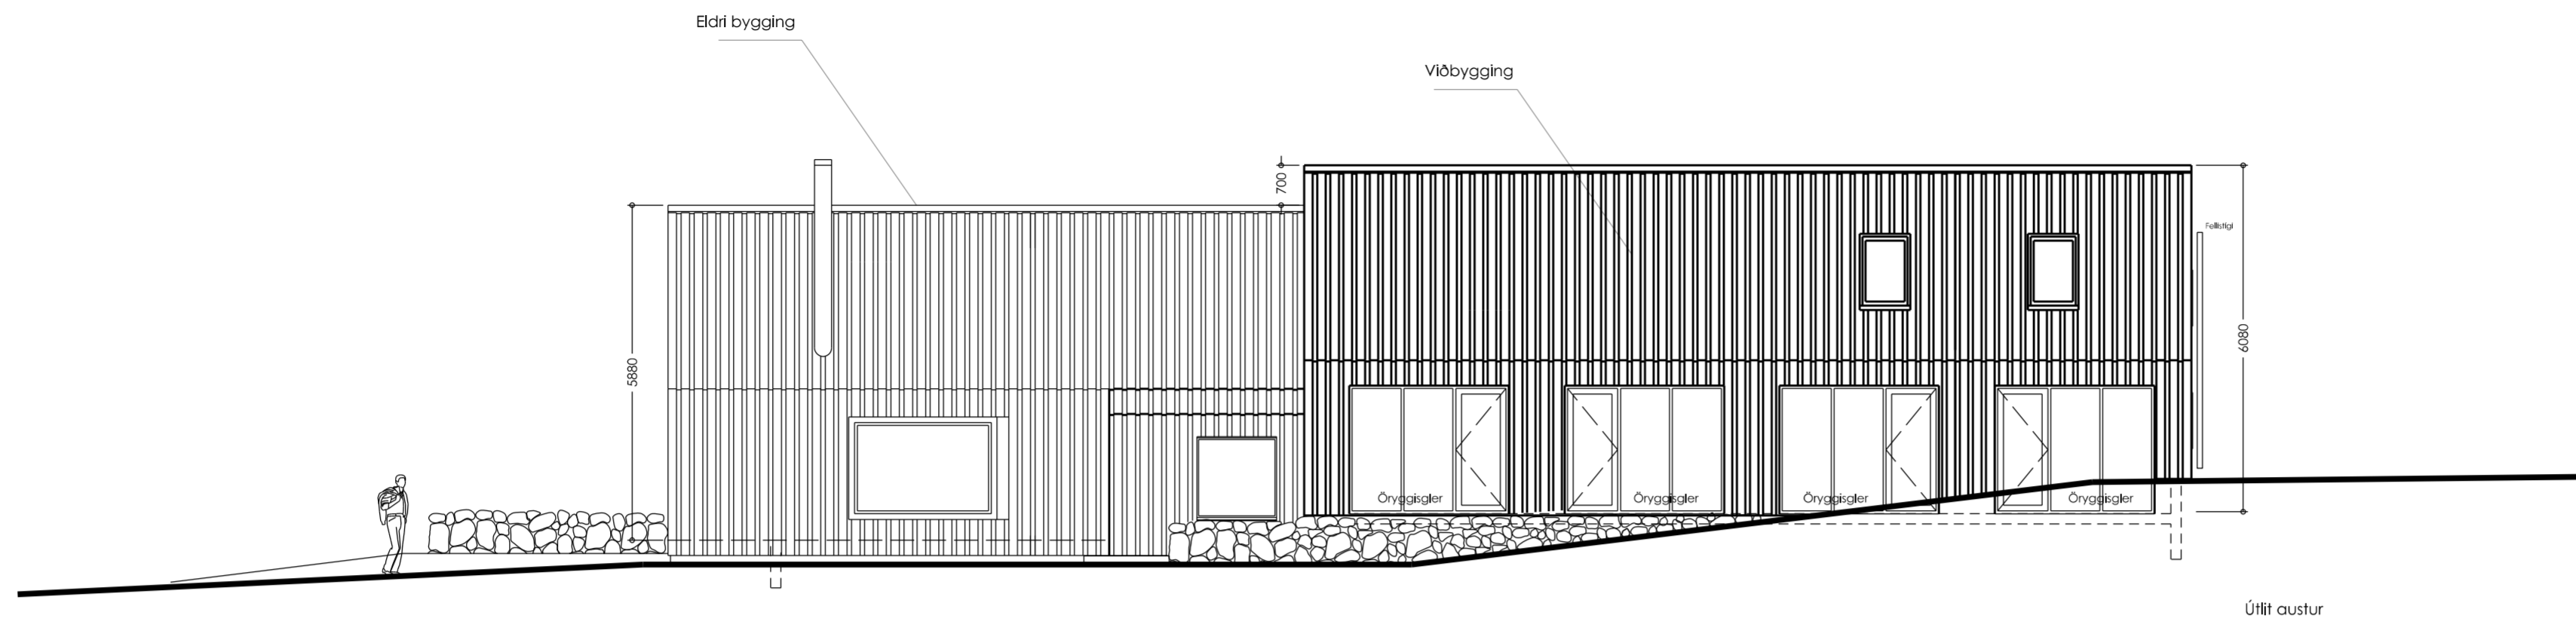 Eldri bygging
Viðbygging
700
Fellistigi
5880
6080
Öryggisgler
Öryggisgler
Öryggisgler
Öryggisgler
Útlit austur